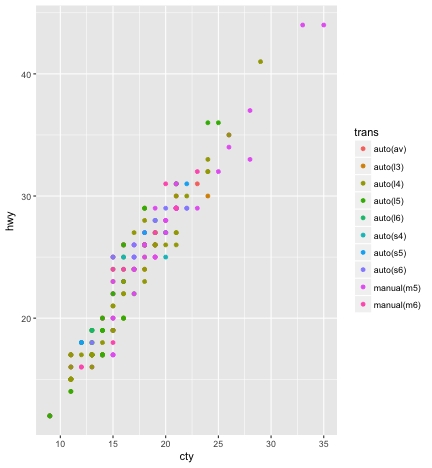 hwy
40
30
20
10
15
20
25
30
35
cty
trans
auto(av)
auto(l3)
auto(l4)
auto(l5)
auto(l6)
auto(s4)
auto(s5)
auto(s6)
manual(m5)
manual(m6)